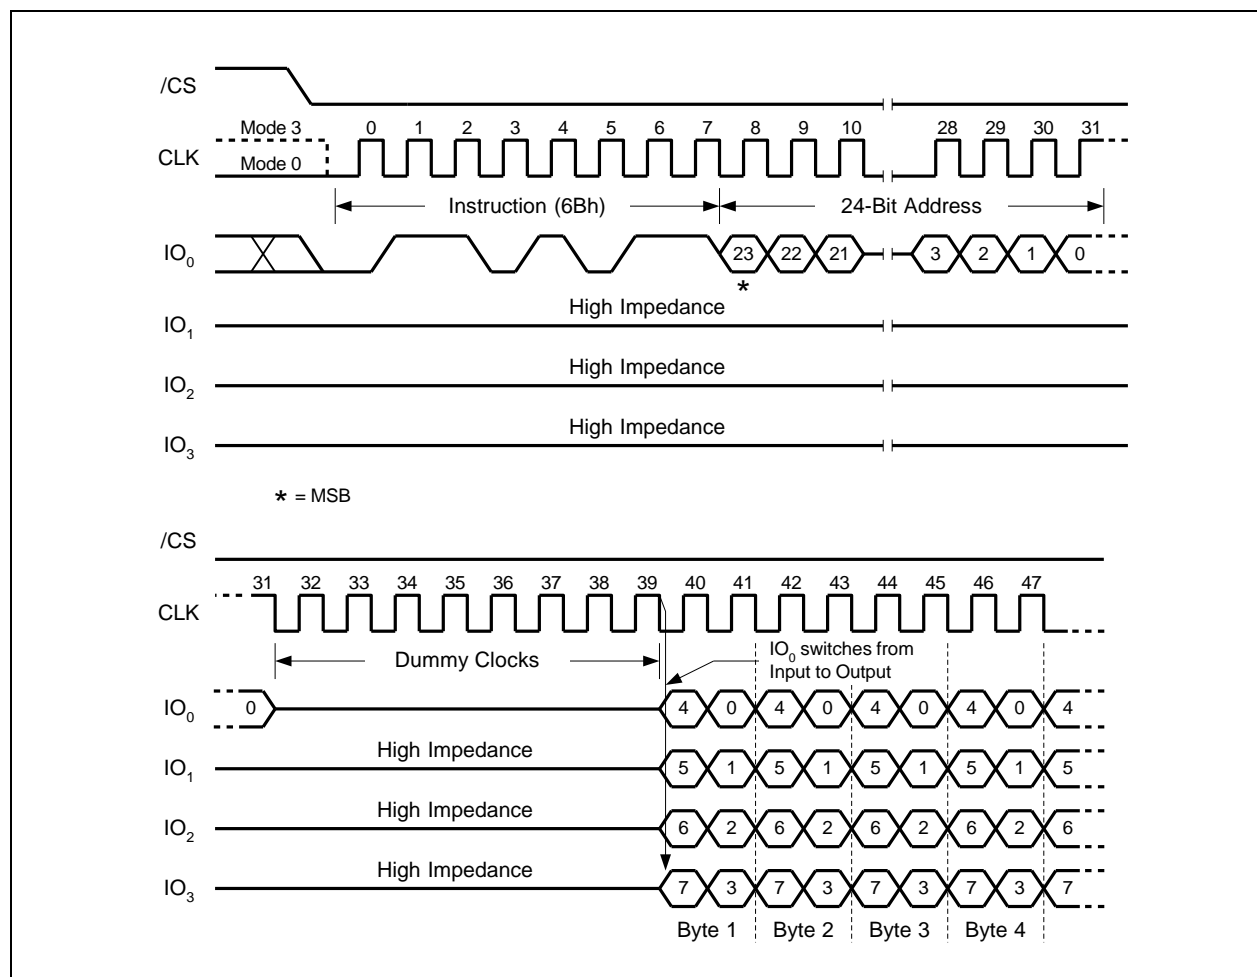 /CS
Mode 3 0 1 2 3 4 5 6 7 8 9 10 28 29 30 31
CLK
Mode 0
Instruction (6Bh) 24-Bit Address
IO0 23 22 21 3 2 1 0
*
High Impedance
IO1
High Impedance
IO2
High Impedance
IO3
* = MSB
/CS
31 32 33 34 35 36 37 38 39 40 41 42 43 44 45 46 47
CLK
Dummy Clocks
IO0 switches from
Input to Output
IO0 0 4 0 4 0 4 0 4 0 4
High Impedance
IO1 5 1 5 1 5 1 5 1 5
High Impedance
IO2 6 2 6 2 6 2 6 2 6
High Impedance
IO3 7 3 7 3 7 3 7 3 7
Byte 1 Byte 2 Byte 3 Byte 4